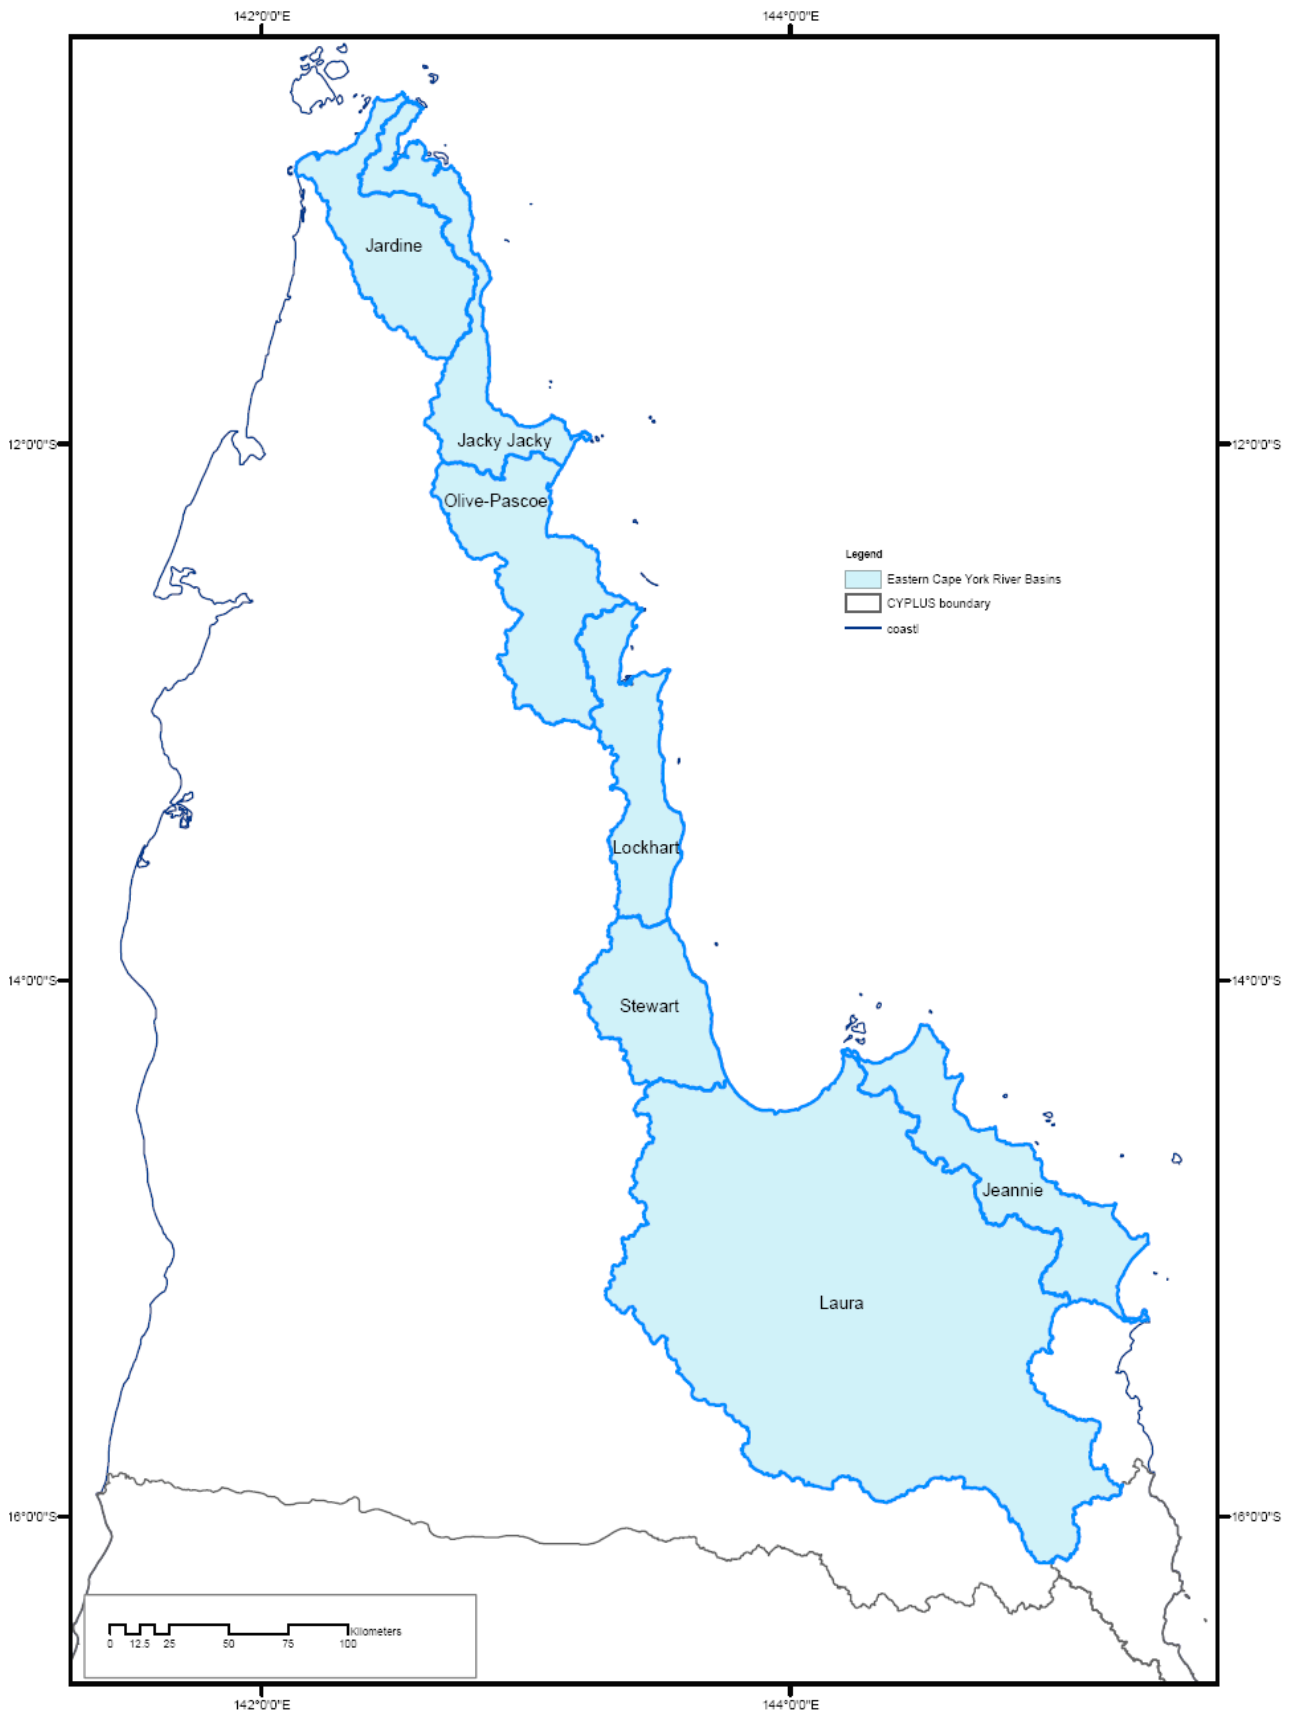 142°0'0"E
144°0'0"E
Jardine
12°0'0"S
Jacky Jacky
12°0'0"S
Olive-Pascoe
Legend
Eastern Cape York River Basins
CYPLUS boundary
coastl
Lockhart
14°0'0"S
14°0'0"S
Stewart
Jeannie
Laura
16°0'0"S
16°0'0"S
Kilometers
0 12.5 25 50 75 100
142°0'0"E
144°0'0"E